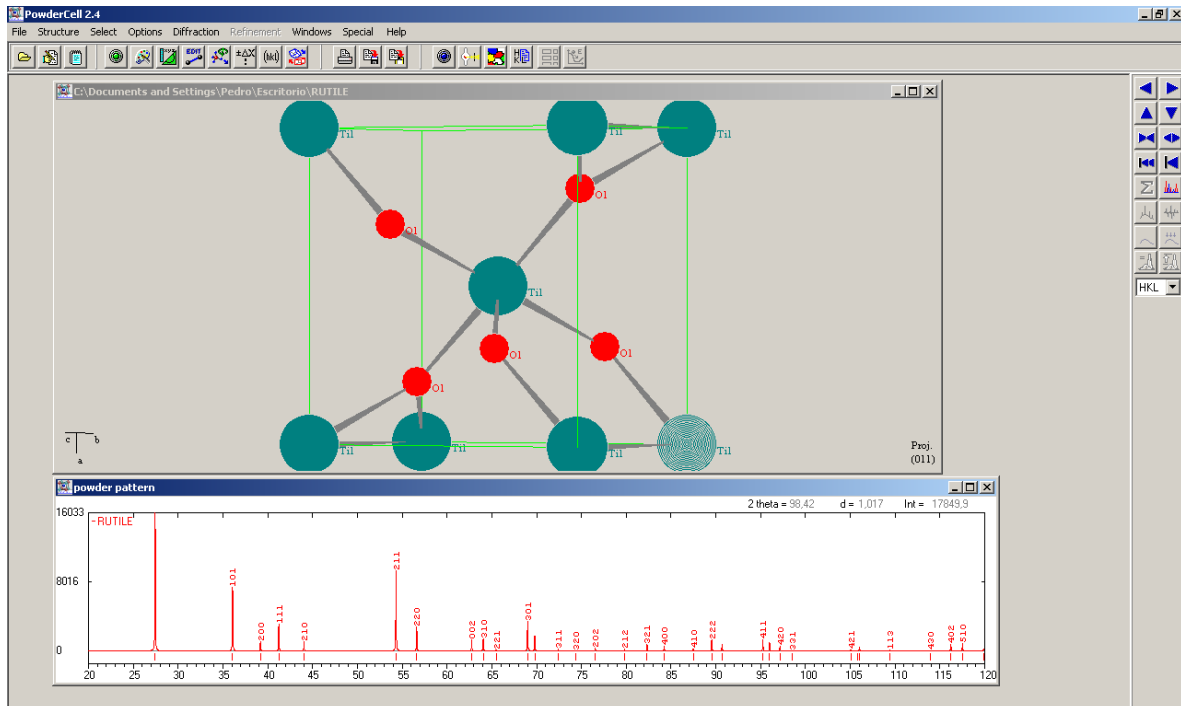 PowderCell 2.4
File Structure Select Options Diffraction Refinement Windows Special Help
EDIT ±ΔX (hkl)
C:\Documents and Settings\Pedro\Escritorio\RUTILE
Ti1 Ti1 Ti1
O1
O1
Ti1
O1 O1
O1
Ti1 Ti1 Ti1 Ti1
c b
a
Proj.
(011)
HKL
powder pattern
2 theta = 98,42 d = 1,017 Int = 17849,9
16033
~RUTILE
8016
0
101 200 111 210 211 220 002 310 221 301 311 320 202 212 321 400 410 222 411 420 331 421 113 430 402 510
20 25 30 35 40 45 50 55 60 65 70 75 80 85 90 95 100 105 110 115 120